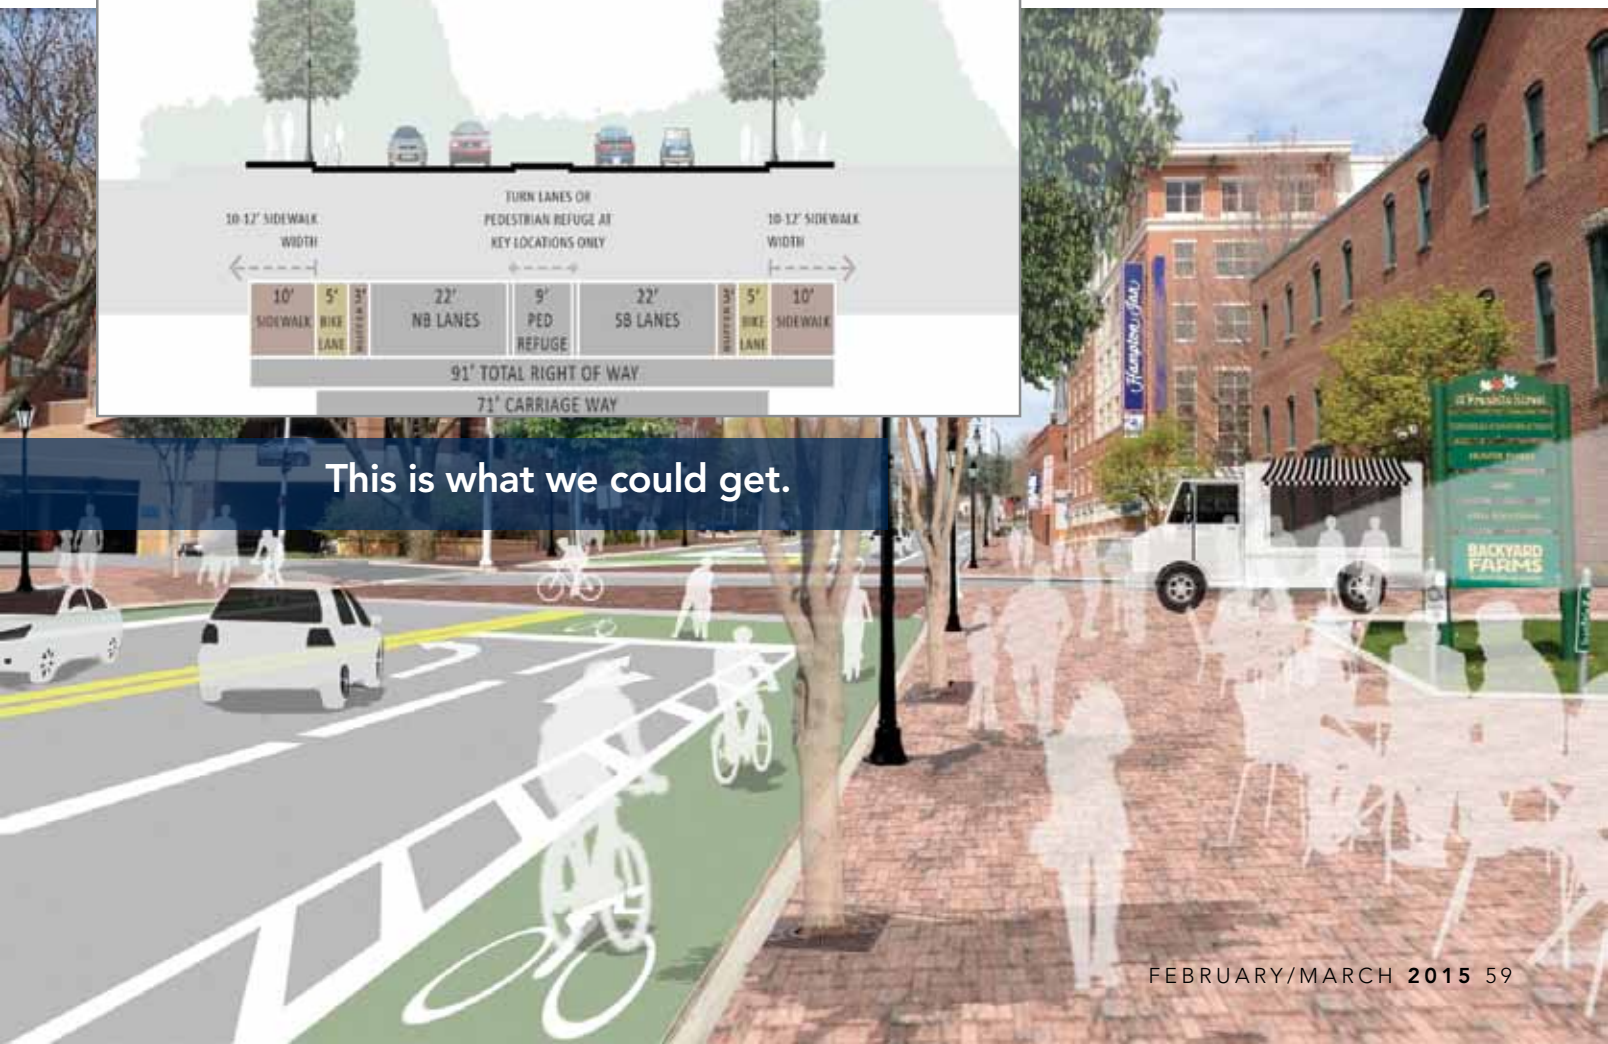 TURN LANES OR
PEDESTRIAN REFUGE AT
KEY LOCATIONS ONLY
10-12' SIDEWALK
WIDTH
10-12' SIDEWALK
WIDTH
10'
SIDEWALK
5'
BIKE
LANE
3'
BUFFER
22'
NB LANES
9'
PED
REFUGE
22'
SB LANES
3'
BUFFER
5'
BIKE
LANE
10'
SIDEWALK
91' TOTAL RIGHT OF WAY
71' CARRIAGE WAY
Hampton Inn
This is what we could get.
BACKYARD
FARMS
FEBRUARY/MARCH 2015 59